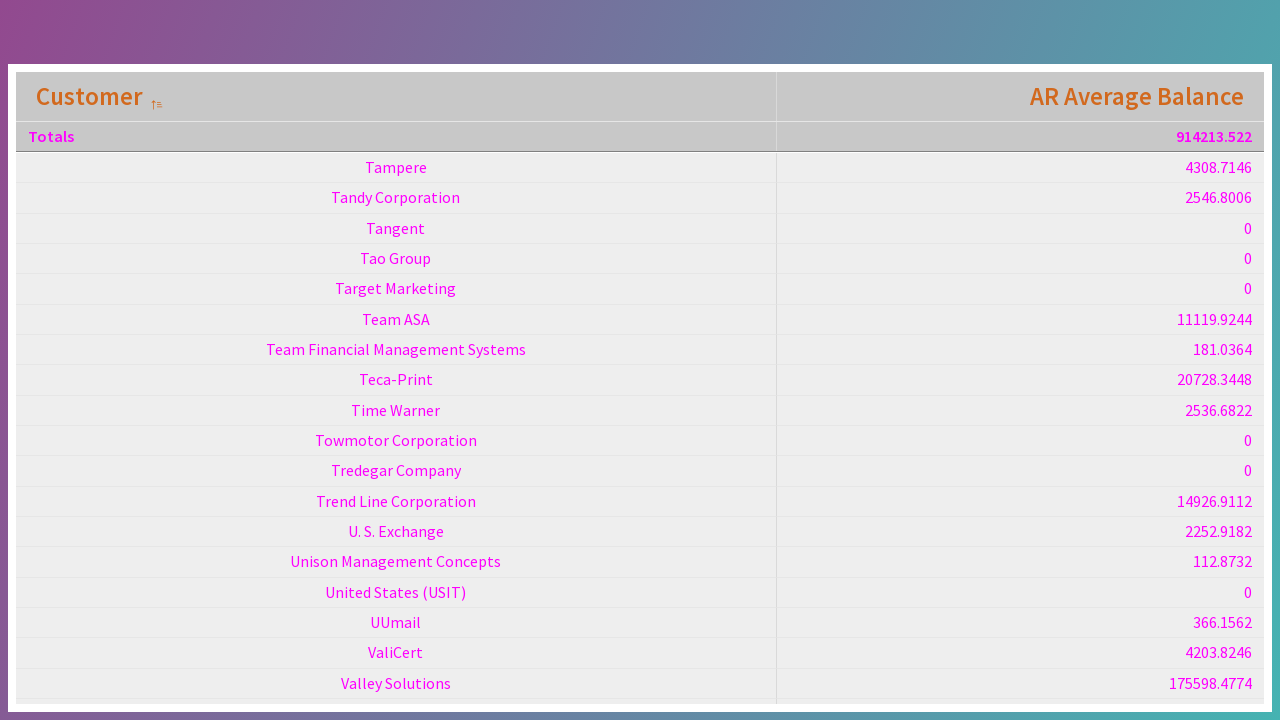 Customer AR Average Balance
Totals 914213.522
Tampere 4308.7146
Tandy Corporation 2546.8006
Tangent 0
Tao Group 0
Target Marketing 0
Team ASA 11119.9244
Team Financial Management Systems 181.0364
Teca-Print 20728.3448
Time Warner 2536.6822
Towmotor Corporation 0
Tredegar Company 0
Trend Line Corporation 14926.9112
U. S. Exchange 2252.9182
Unison Management Concepts 112.8732
United States (USIT) 0
UUmail 366.1562
ValiCert 4203.8246
Valley Solutions 175598.4774